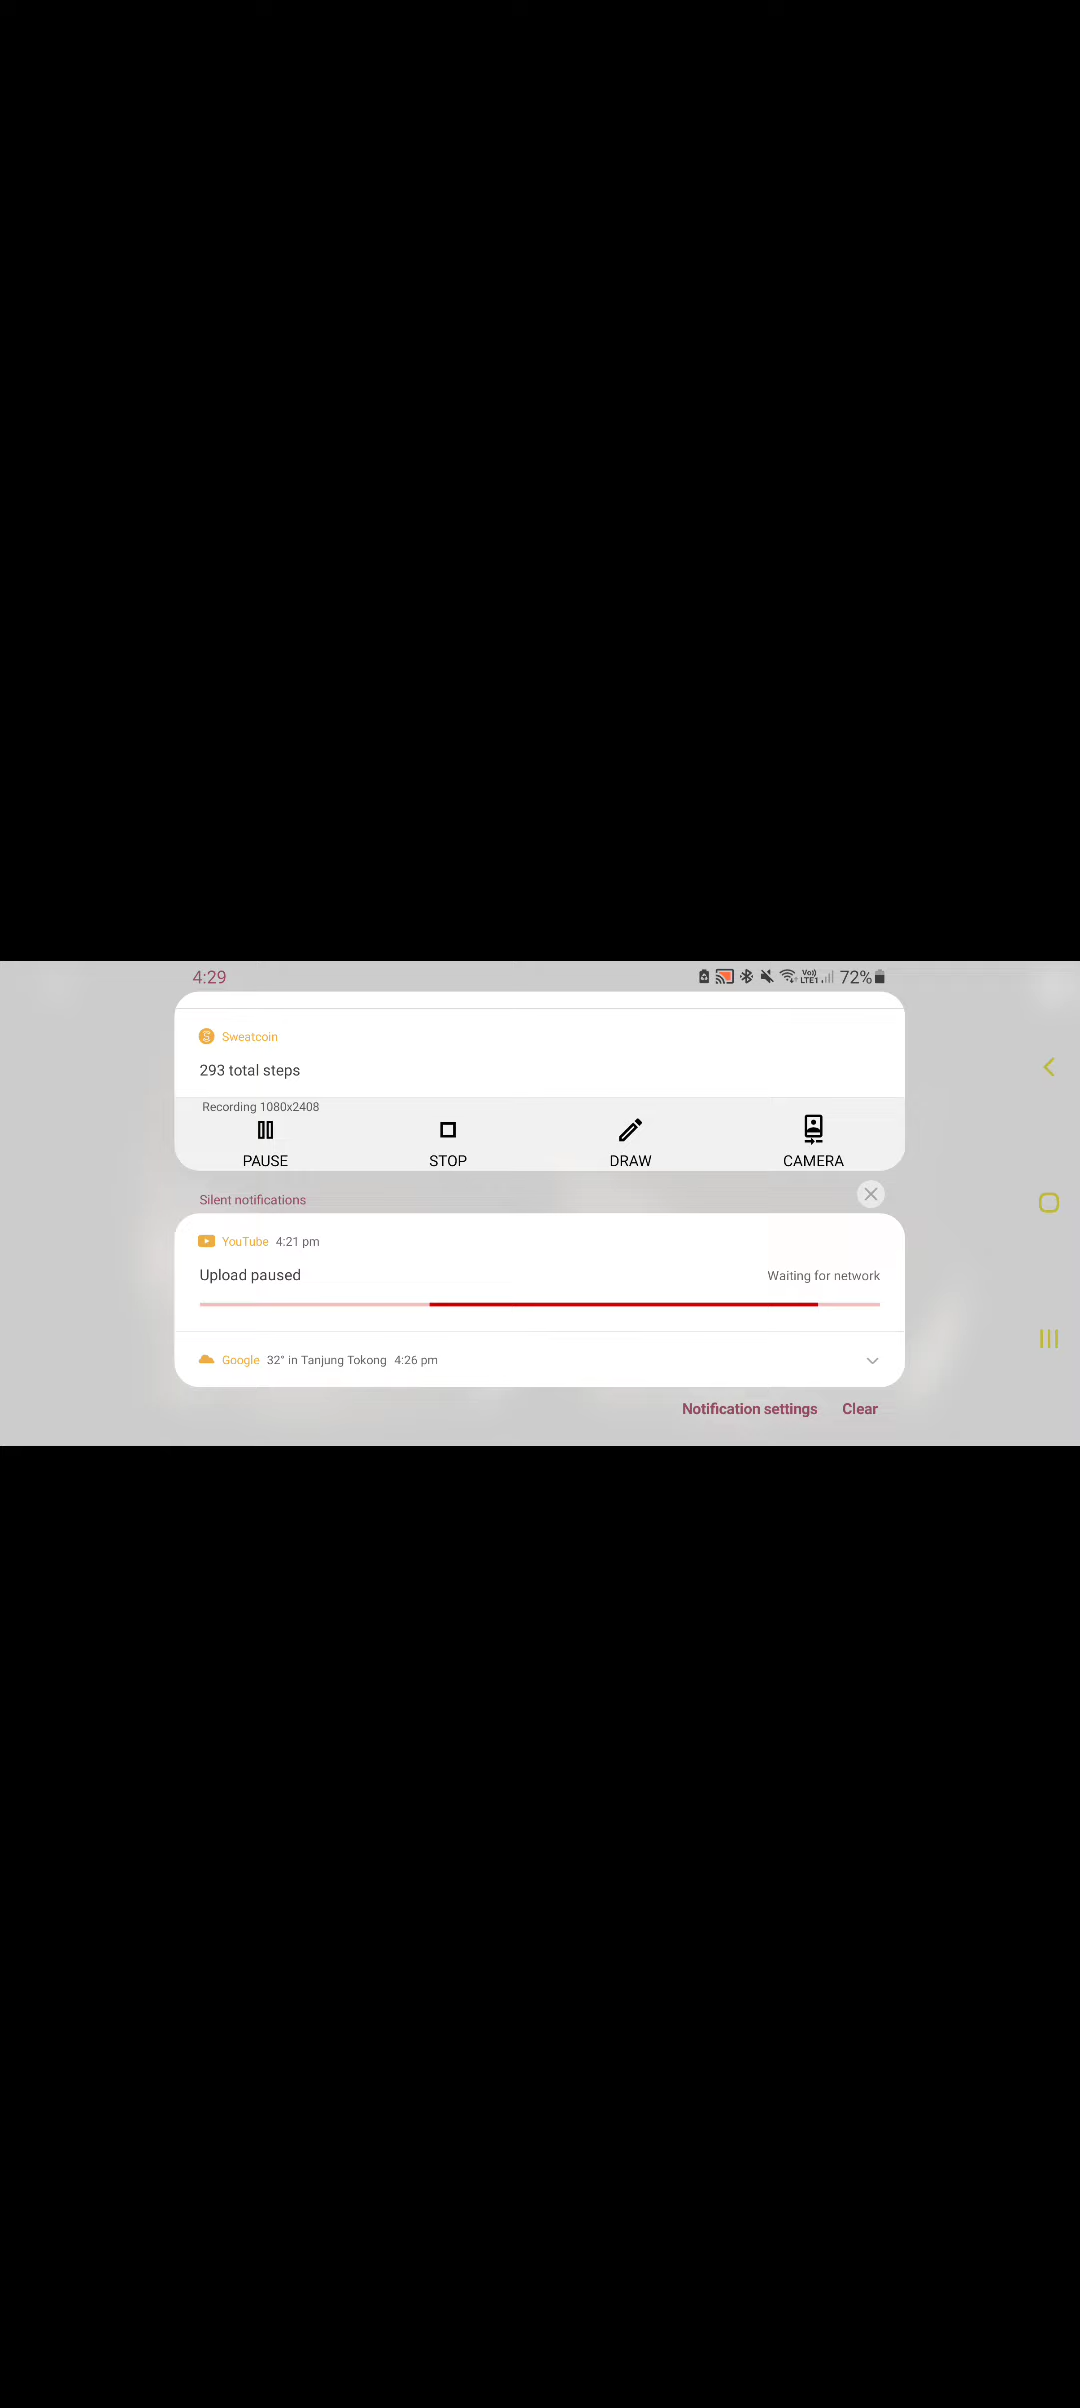 4:29
72%
Sweatcoin
293 total steps
Recording 1080x2408
PAUSE STOP DRAW CAMERA
Silent notifications
YouTube 4:21 pm
Upload paused Waiting for network
Google 32° in Tanjung Tokong 4:26 pm
Notification settings Clear